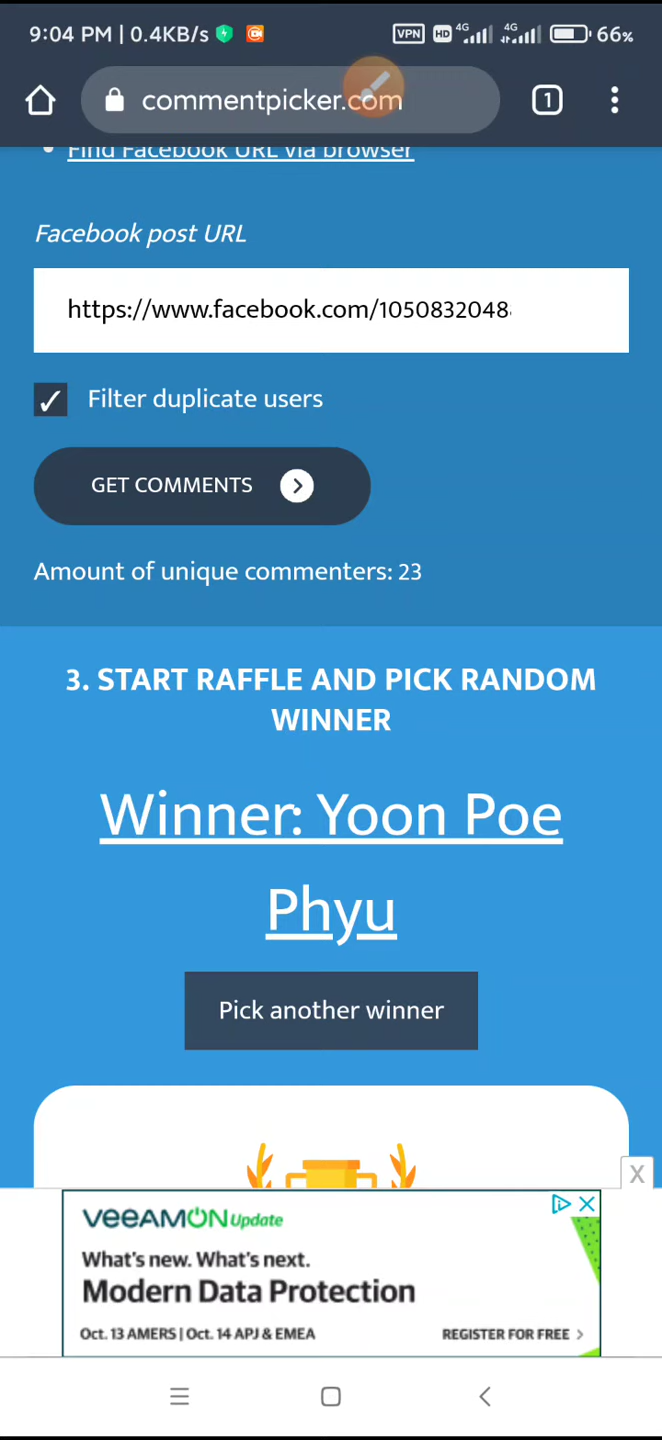 9:04 PM | 0.4KB/s VPN HD 4G 4G 66%
commentpicker.com 1
Find Facebook URL via browser
Facebook post URL
https://www.facebook.com/1050832048
Filter duplicate users
GET COMMENTS
Amount of unique commenters: 23
3. START RAFFLE AND PICK RANDOM
WINNER
Winner: Yoon Poe
Phyu
Pick another winner
X
veeAMON Update
What's new. What's next.
Modern Data Protection
Oct. 13 AMERS | Oct. 14 APJ & EMEA REGISTER FOR FREE >